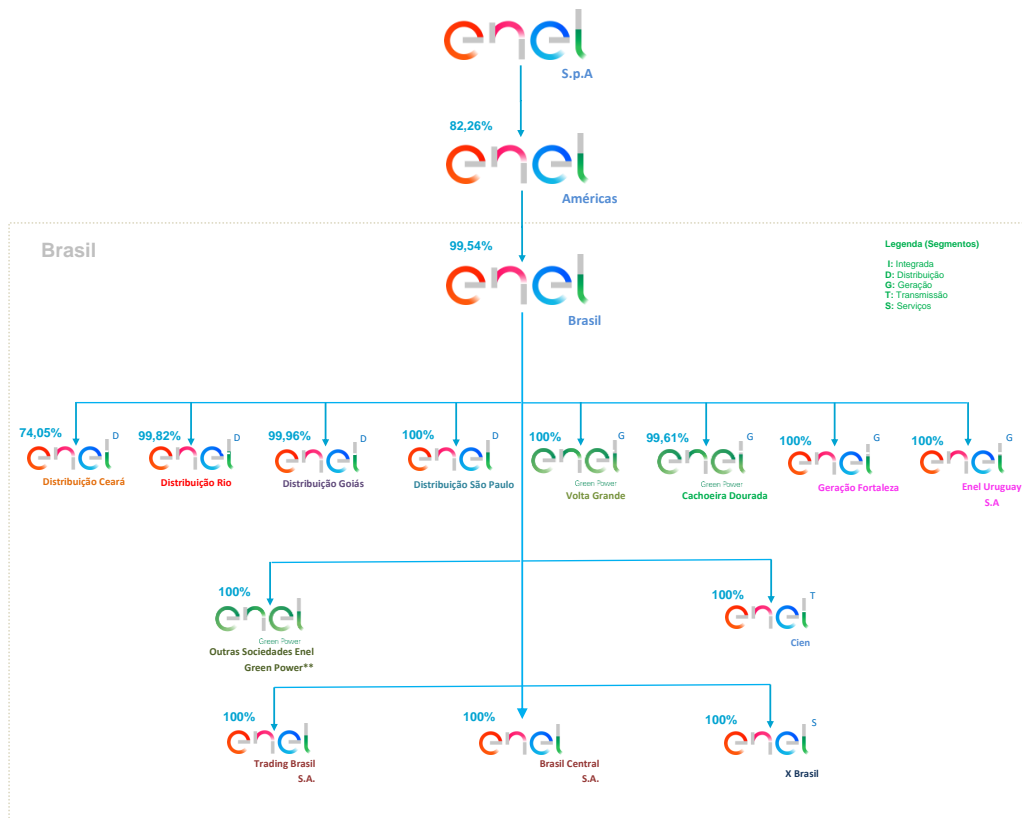 enel
S.p.A
82,26%
enel
Américas
Brasil
99,54%
enel
Brasil
Legenda (Segmentos)
I: Integrada
D: Distribuição
G: Geração
T: Transmissão
S: Serviços
74,05%
enel
D
Distribuição Ceará
99,82%
enel
D
Distribuição Rio
99,96%
enel
D
Distribuição Goiás
100%
enel
D
Distribuição São Paulo
100%
enel
G
Green Power
Volta Grande
99,61%
enel
G
Green Power
Cachoeira Dourada
100%
enel
G
Geração Fortaleza
100%
enel
G
Enel Uruguay
S.A
100%
enel
Green Power
Outras Sociedades Enel
Green Power**
100%
enel
T
Cien
100%
enel
Trading Brasil
S.A.
100%
enel
Brasil Central
S.A.
100%
enel
S
X Brasil